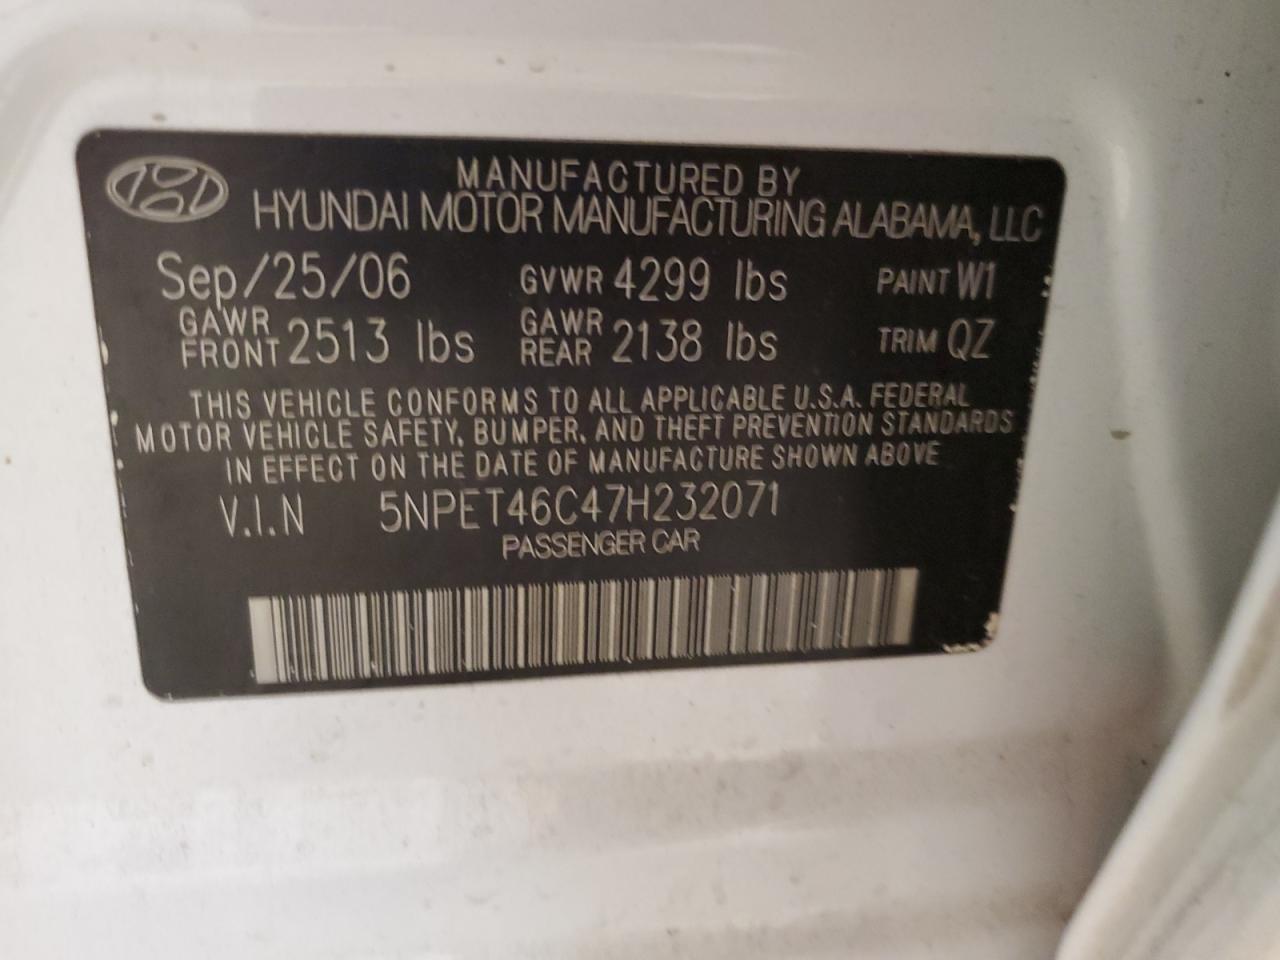 MANUFACTURED BY
HYUNDAI MOTOR MANUFACTURING ALABAMA, LLC
Sep/25/06 GVWR 4299 lbs PAINT W1
GAWR FRONT 2513 lbs GAWR REAR 2138 lbs TRIM QZ
THIS VEHICLE CONFORMS TO ALL APPLICABLE U.S.A. FEDERAL
MOTOR VEHICLE SAFETY, BUMPER, AND THEFT PREVENTION STANDARDS
IN EFFECT ON THE DATE OF MANUFACTURE SHOWN ABOVE
V.I.N 5NPET46C47H232071
PASSENGER CAR